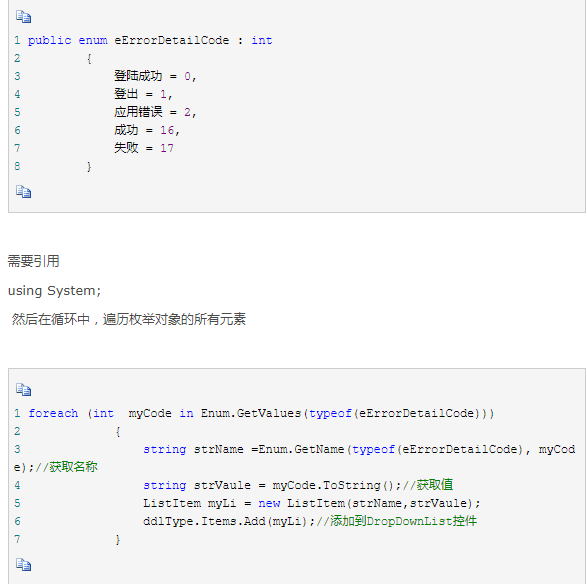 1 public enum eErrorDetailCode : int
2 {
3 登陆成功 = 0,
4 登出 = 1,
5 应用错误 = 2,
6 成功 = 16,
7 失败 = 17
8 }
需要引用
using System;
然后在循环中，遍历枚举对象的所有元素
1 foreach (int  myCode in Enum.GetValues(typeof(eErrorDetailCode)))
2 {
3 string strName =Enum.GetName(typeof(eErrorDetailCode), myCod
e);//获取名称
4 string strVaule = myCode.ToString();//获取值
5 ListItem myLi = new ListItem(strName,strVaule);
6 ddlType.Items.Add(myLi);//添加到DropDownList控件
7 }